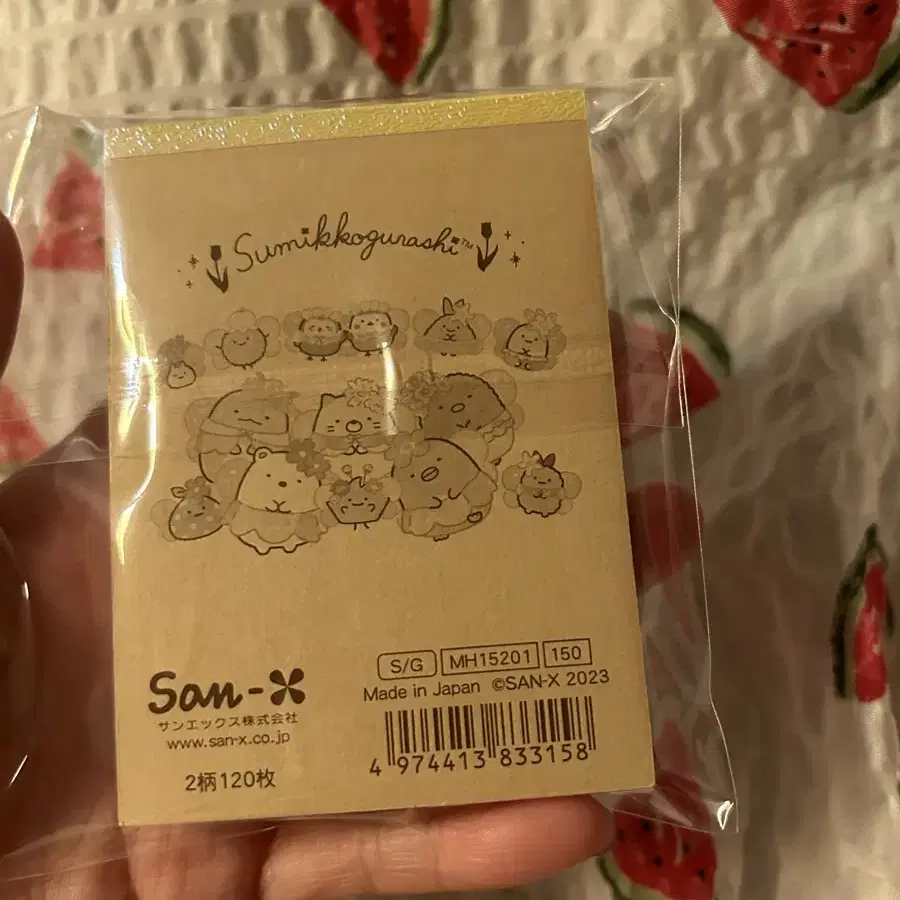 Sumikkogurashi™
S/G MH15201 150
Made in Japan ©SAN-X 2023
San-X
サンエックス株式会社
www.san-x.co.jp
2柄120枚
4 974413 833158